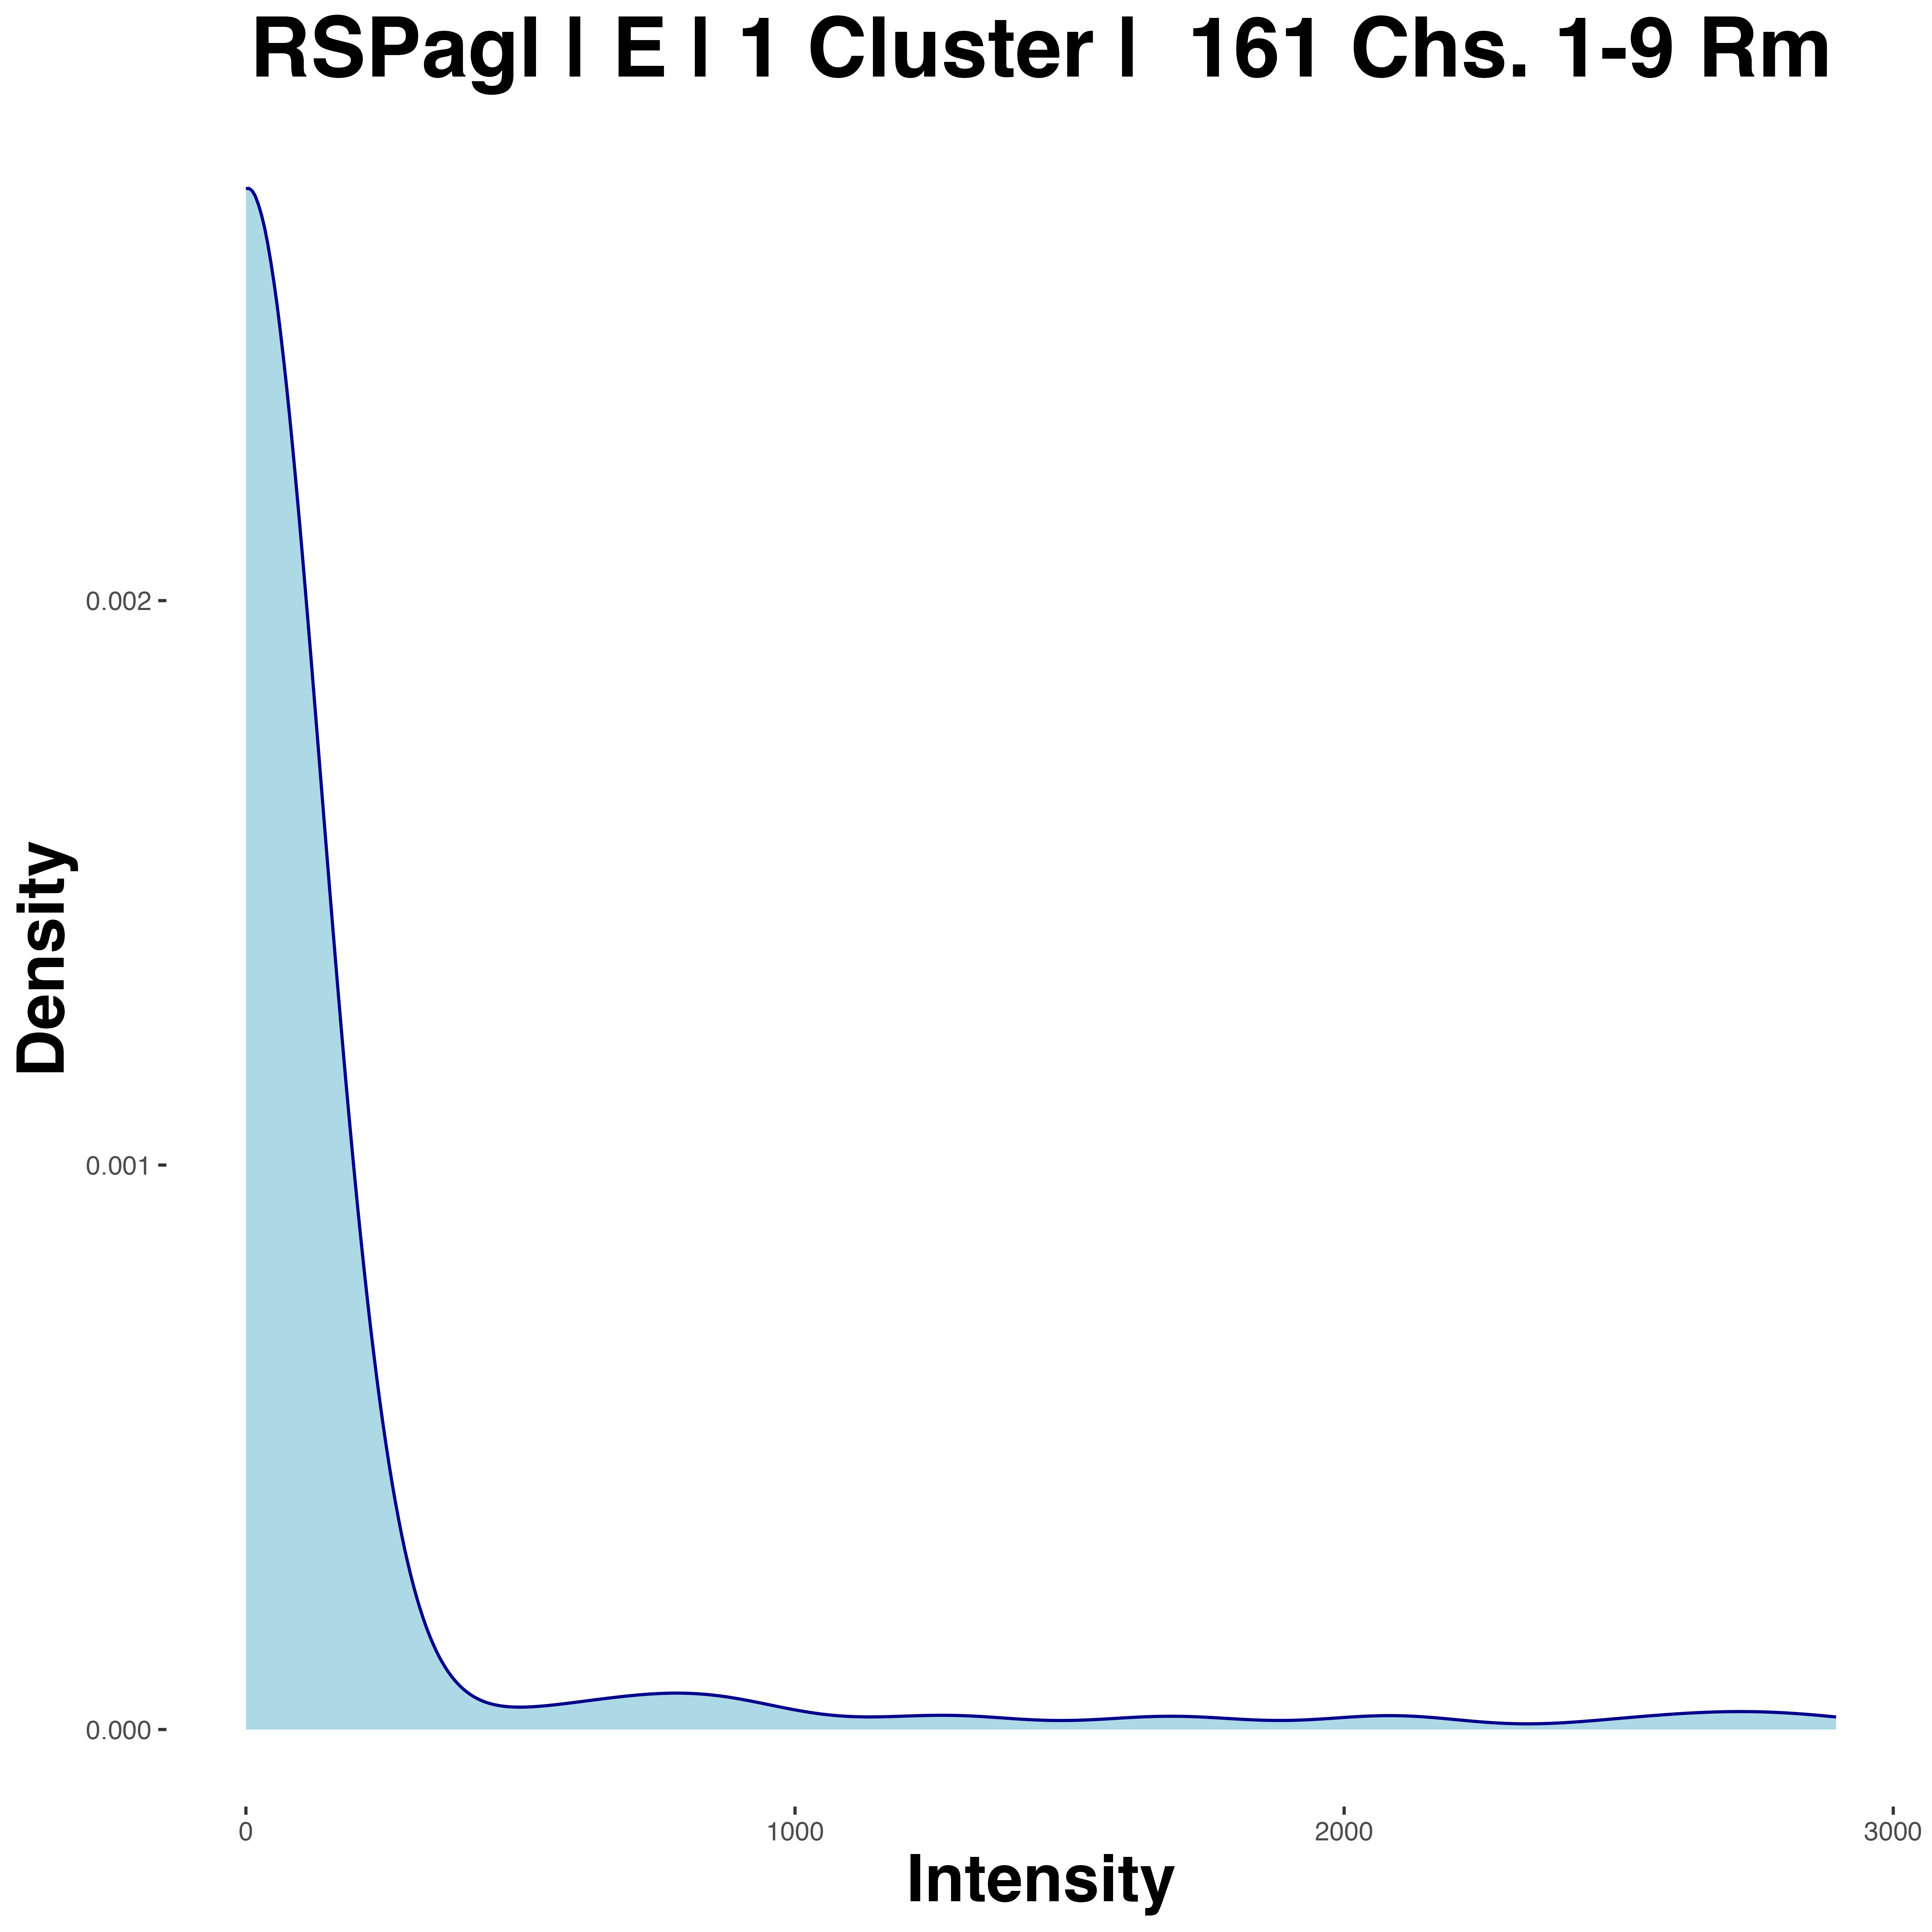 RSPagl | E | 1 Cluster | 161 Chs. 1-9 Rm
Density
0.002
0.001
0.000
0
1000
2000
3000
Intensity